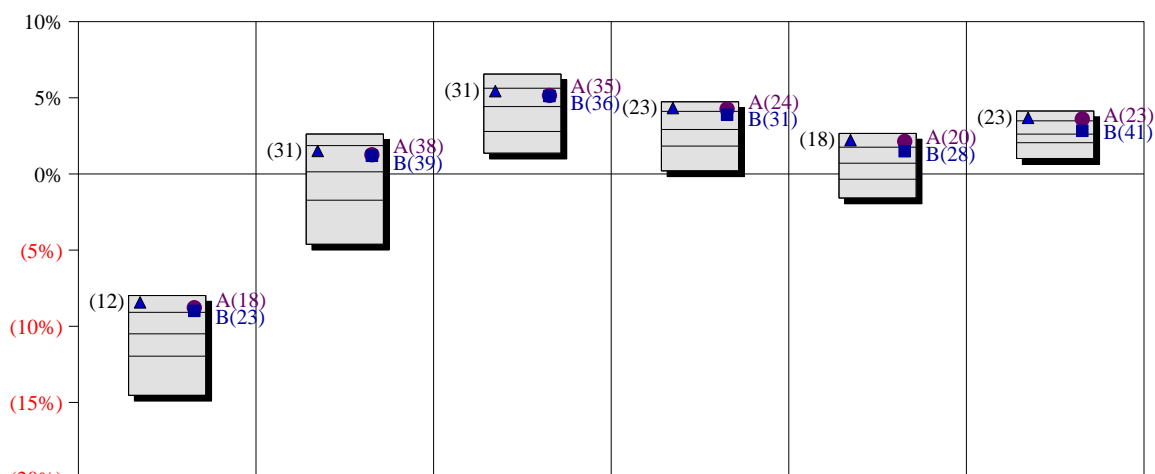 10%
5%
0%
(5%)
(10%)
(15%)
(12)
A(18)
B(23)
(31)
A(38)
B(39)
(31)
A(35)
B(36)
(23)
A(24)
B(31)
(18)
A(20)
B(28)
(23)
A(23)
B(41)